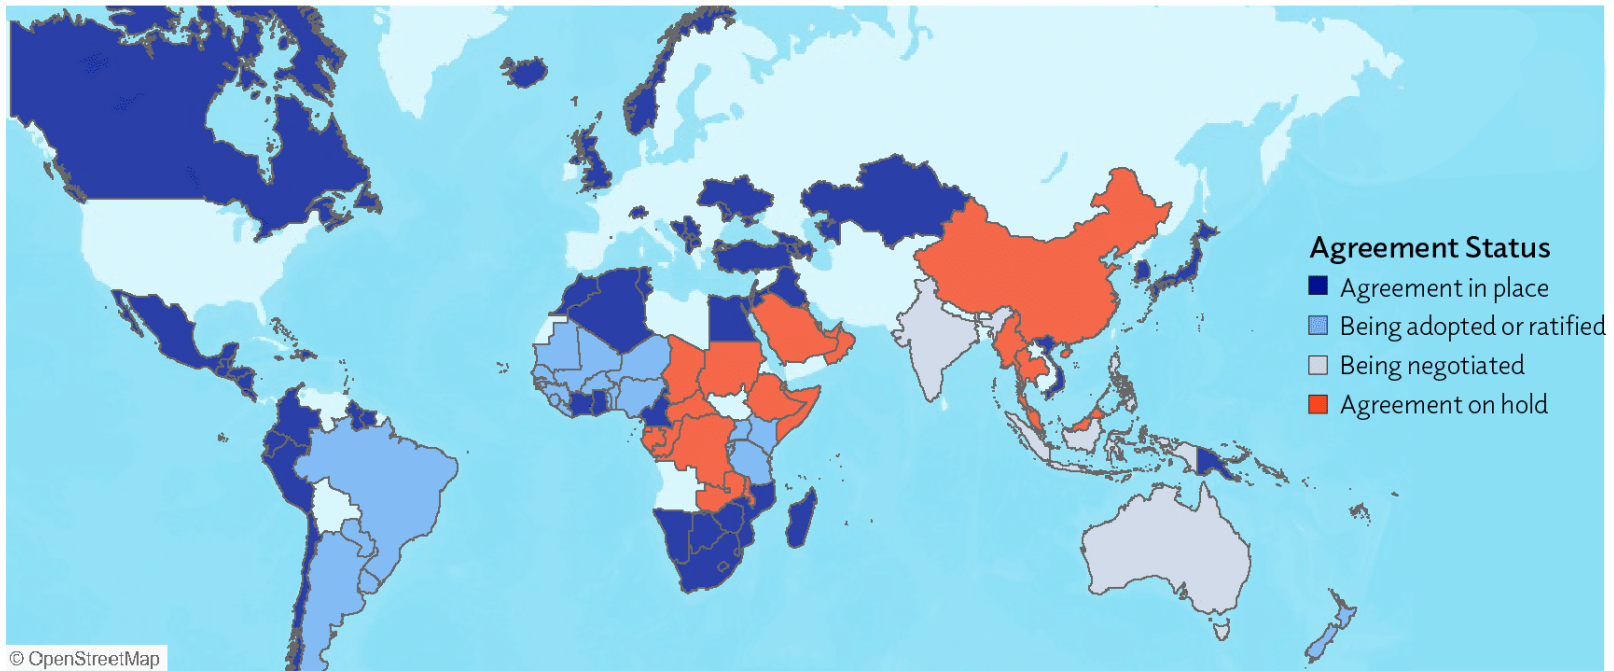 Agreement Status
Agreement in place
Being adopted or ratified
Being negotiated
Agreement on hold
© OpenStreetMap